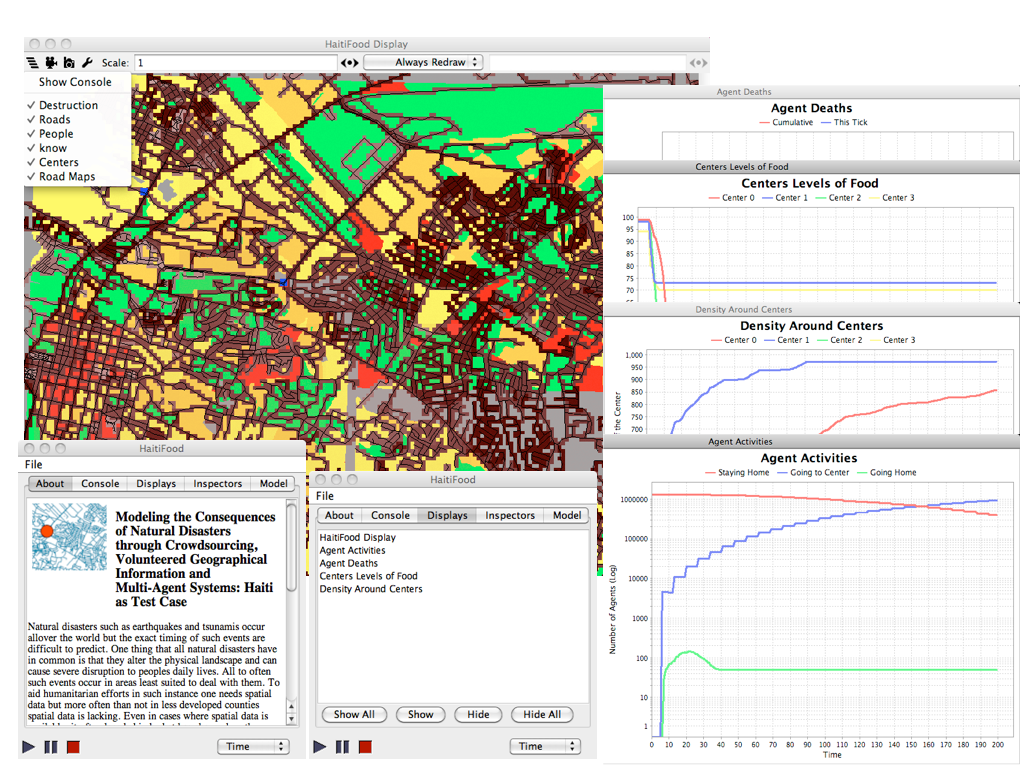 HaitiFood Display
Scale: 1 Always Redraw
Show Console
✓ Destruction
✓ Roads
✓ People
✓ know
✓ Centers
✓ Road Maps
Agent Deaths
Agent Deaths
Cumulative This Tick
Centers Levels of Food
Centers Levels of Food
Center 0 Center 1 Center 2 Center 3
100
95
90
85
80
75
70
Density Around Centers
Density Around Centers
Center 0 Center 1 Center 2 Center 3
1,000
950
900
850
800
750
700
the Center
Agent Activities
Agent Activities
Staying Home Going to Center Going Home
1000000
100000
10000
1000
100
10
1
Number of Agents (Log)
0 10 20 30 40 50 60 70 80 90 100 110 120 130 140 150 160 170 180 190 200
Time
HaitiFood
File
About Console Displays Inspectors Model
Modeling the Consequences
of Natural Disasters
through Crowdsourcing,
Volunteered Geographical
Information and
Multi-Agent Systems: Haiti
as Test Case
Natural disasters such as earthquakes and tsunamis occur
allover the world but the exact timing of such events are
difficult to predict. One thing that all natural disasters have
in common is that they alter the physical landscape and can
cause severe disruption to peoples daily lives. All to often
such events occur in areas least suited to deal with them. To
aid humanitarian efforts in such instance one needs spatial
data but more often than not in less developed counties
spatial data is lacking. Even in cases where spatial data is
Time
HaitiFood
File
About Console Displays Inspectors Model
HaitiFood Display
Agent Activities
Agent Deaths
Centers Levels of Food
Density Around Centers
Show All Show Hide Hide All
Time